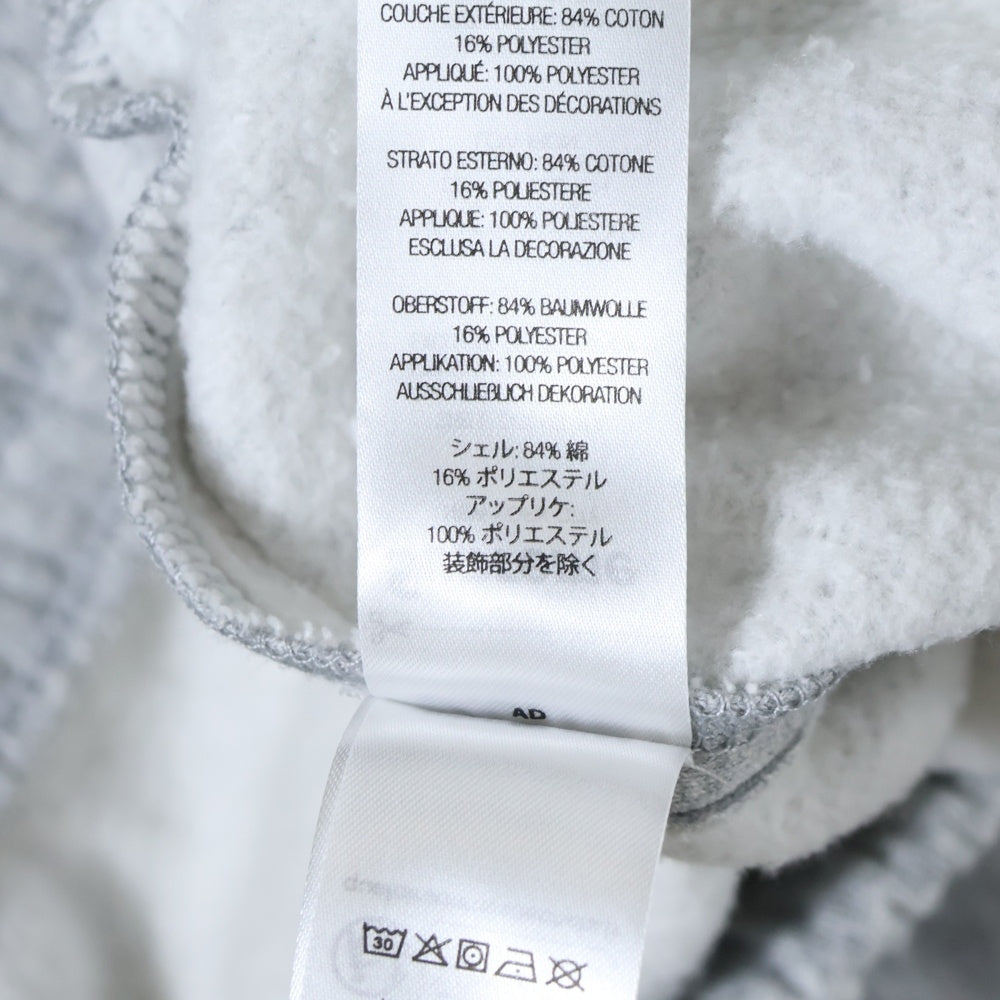 COUCHE EXTÉRIEURE: 84% COTON
16% POLYESTER
APPLIQUÉ: 100% POLYESTER
À L'EXCEPTION DES DÉCORATIONS
STRATO ESTERNO: 84% COTONE
16% POLIESTERE
APPLIQUE: 100% POLIESTERE
ESCLUSA LA DECORAZIONE
OBERSTOFF: 84% BAUMWOLLE
16% POLYESTER
APPLIKATION: 100% POLYESTER
AUSSCHLIEßLICH DEKORATION
シェル: 84% 綿
16% ポリエステル
アップリケ:
100% ポリエステル
装飾部分を除く
AD
30